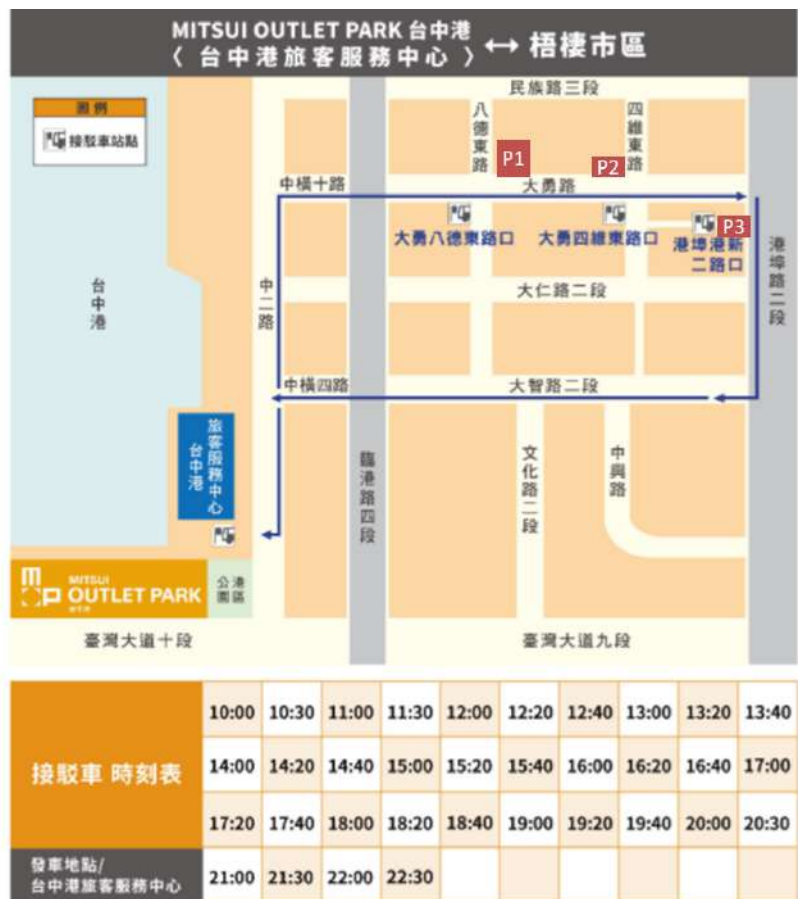 MITSUI OUTLET PARK 台中港
〈 台中港旅客服務中心 〉 ↔ 梧棲市區
圖例
接駁車站點
民族路三段
八德東路
四維東路
P1
P2
中橫十路
大勇路
大勇八德東路口
大勇四維東路口
P3
港埠港新
二路口
港埠路二段
台中港
中二路
大仁路二段
中橫四路
大智路二段
旅客服務中心
台中港
臨港路四段
文化路二段
中興路
MITSUI
OUTLET PARK
港區
公園
臺灣大道十段
臺灣大道九段
接駁車 時刻表
10:00 10:30 11:00 11:30 12:00 12:20 12:40 13:00 13:20 13:40
14:00 14:20 14:40 15:00 15:20 15:40 16:00 16:20 16:40 17:00
17:20 17:40 18:00 18:20 18:40 19:00 19:20 19:40 20:00 20:30
發車地點/
台中港旅客服務中心
21:00 21:30 22:00 22:30